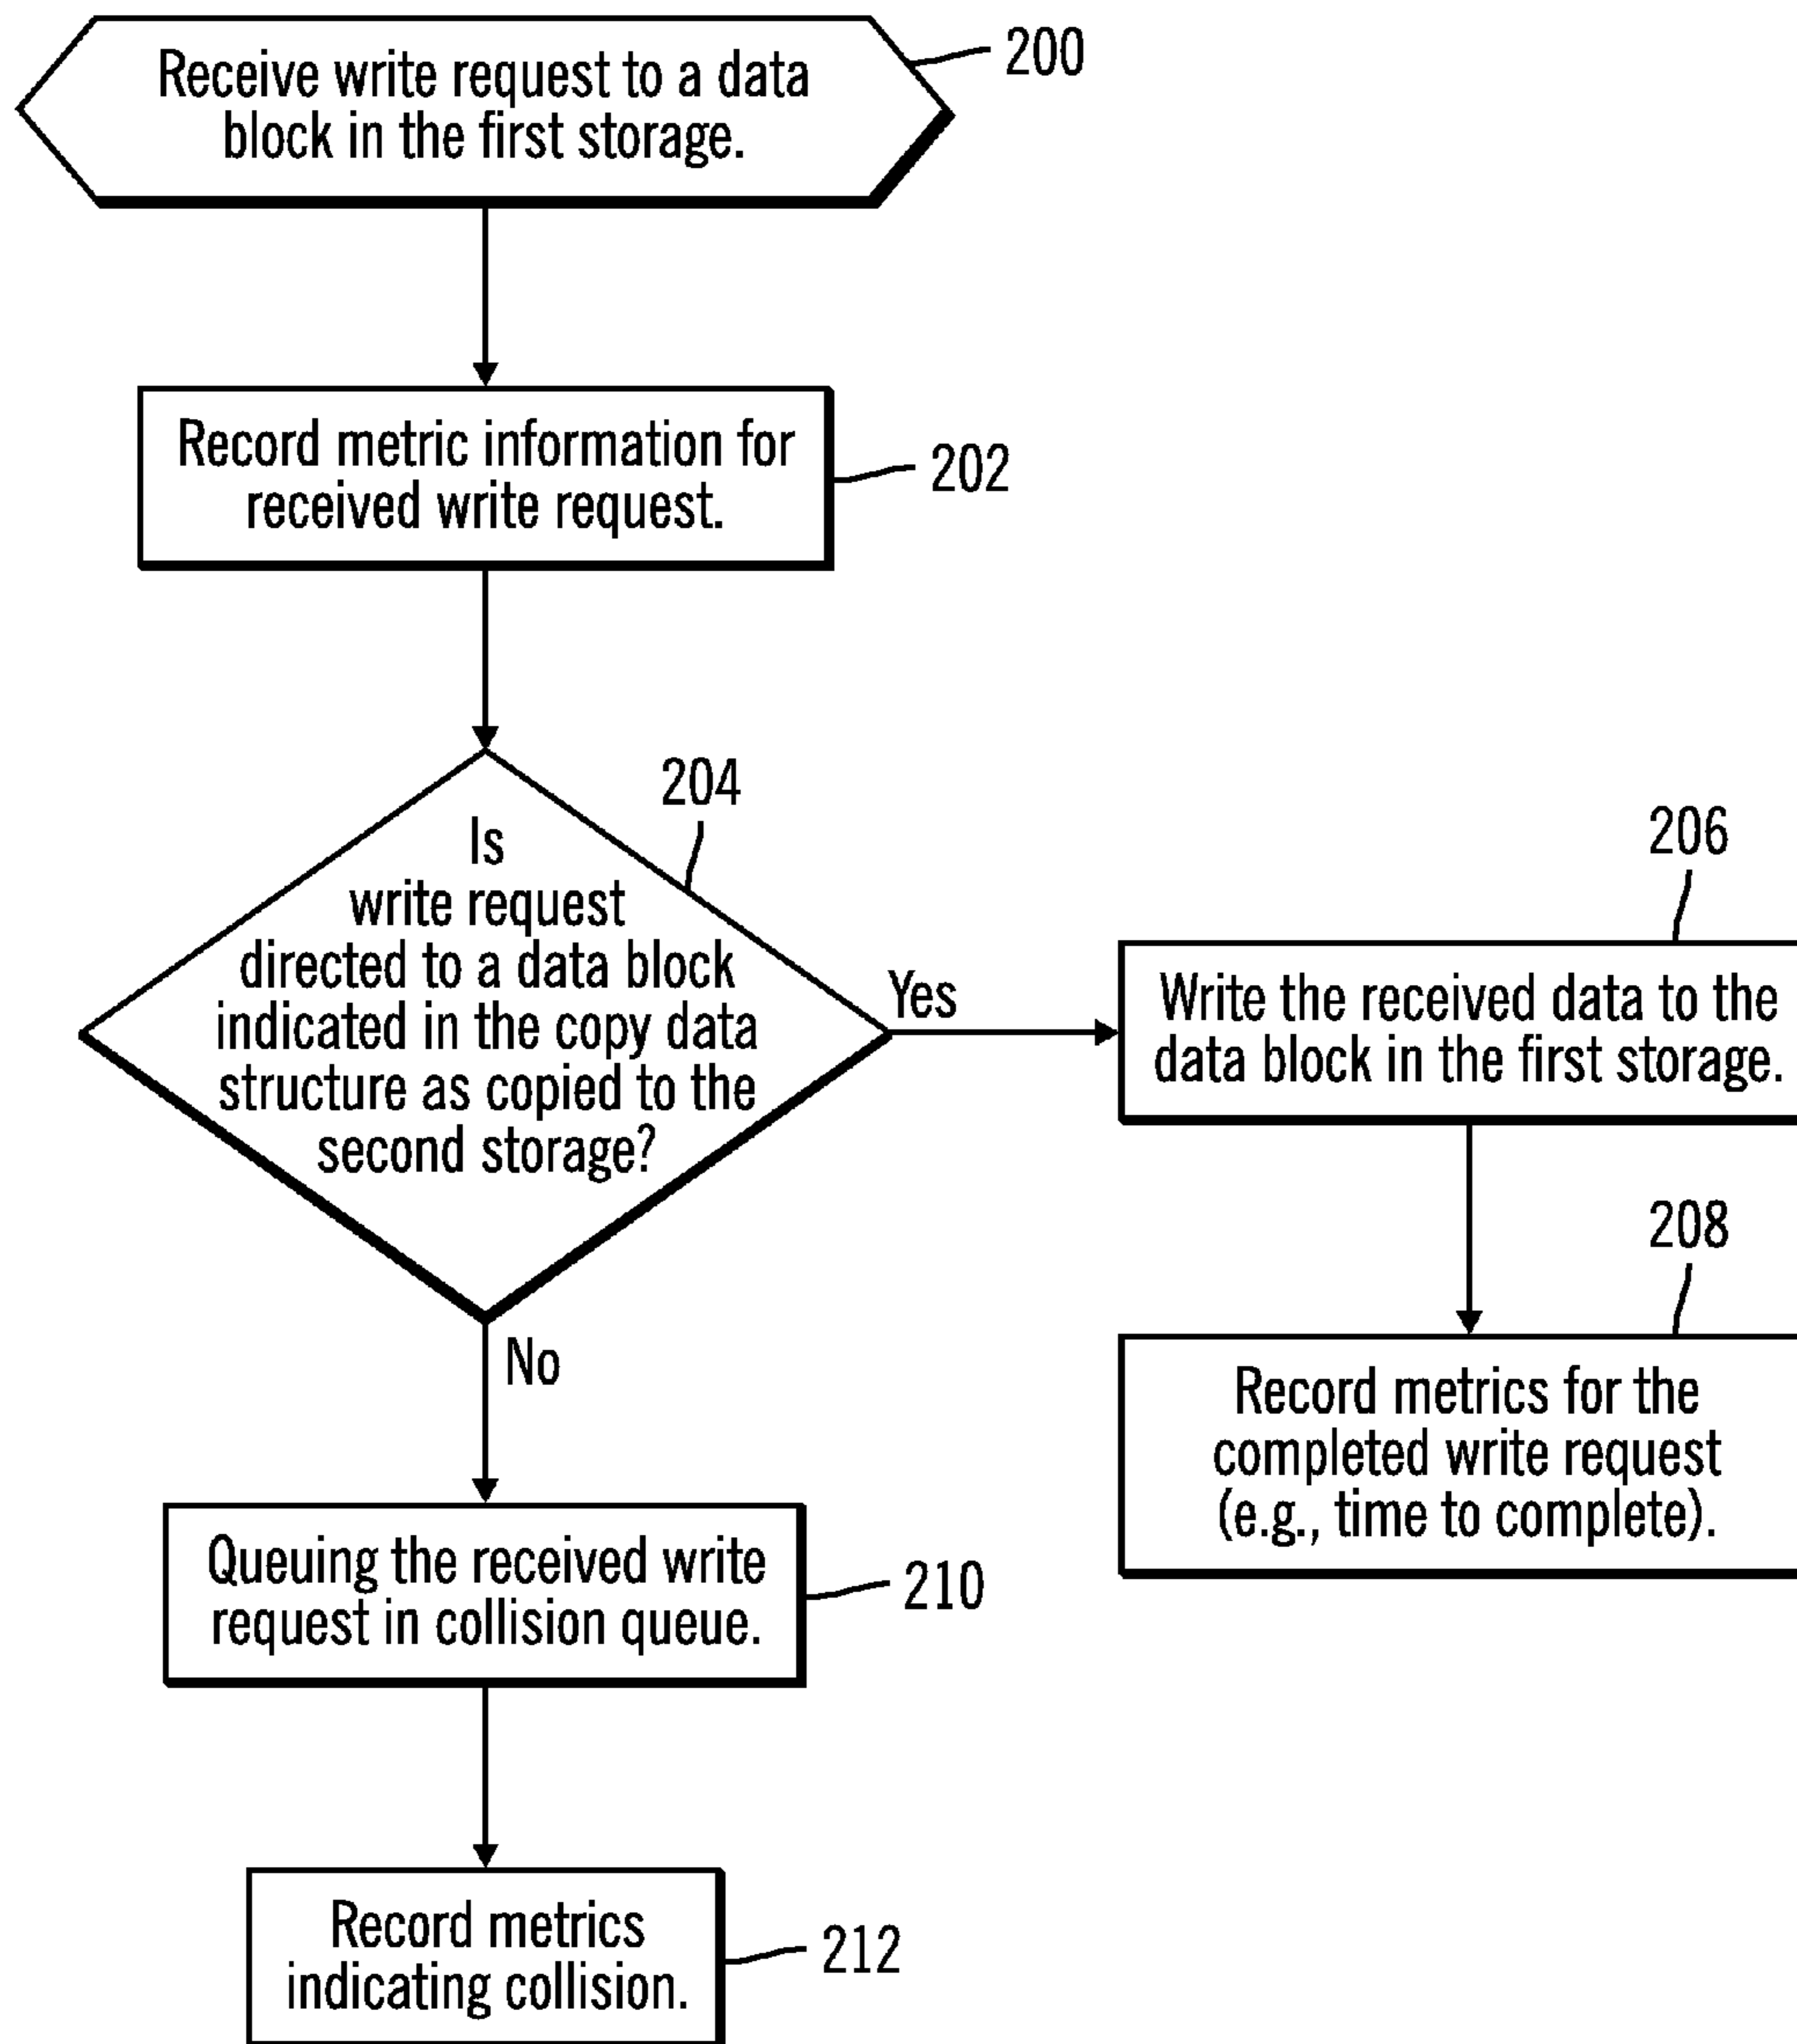 Receive write request to a data
block in the first storage.
200
Record metric information for
received write request.
202
204
Is
write request
directed to a data block
indicated in the copy data
structure as copied to the
second storage?
Yes
No
206
Write the received data to the
data block in the first storage.
208
Record metrics for the
completed write request
(e.g., time to complete).
Queuing the received write
request in collision queue.
210
Record metrics
indicating collision.
212